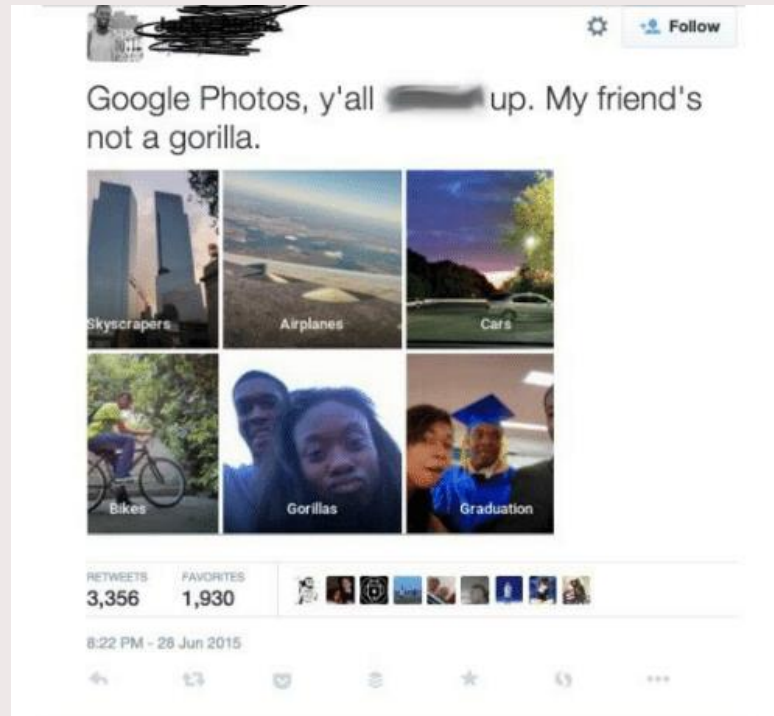 Follow
Google Photos, y'all up. My friend's
not a gorilla.
Skyscrapers
Airplanes
Cars
Bikes
Gorillas
Graduation
RETWEETS
FAVORITES
3,356
1,930
8:22 PM - 28 Jun 2015